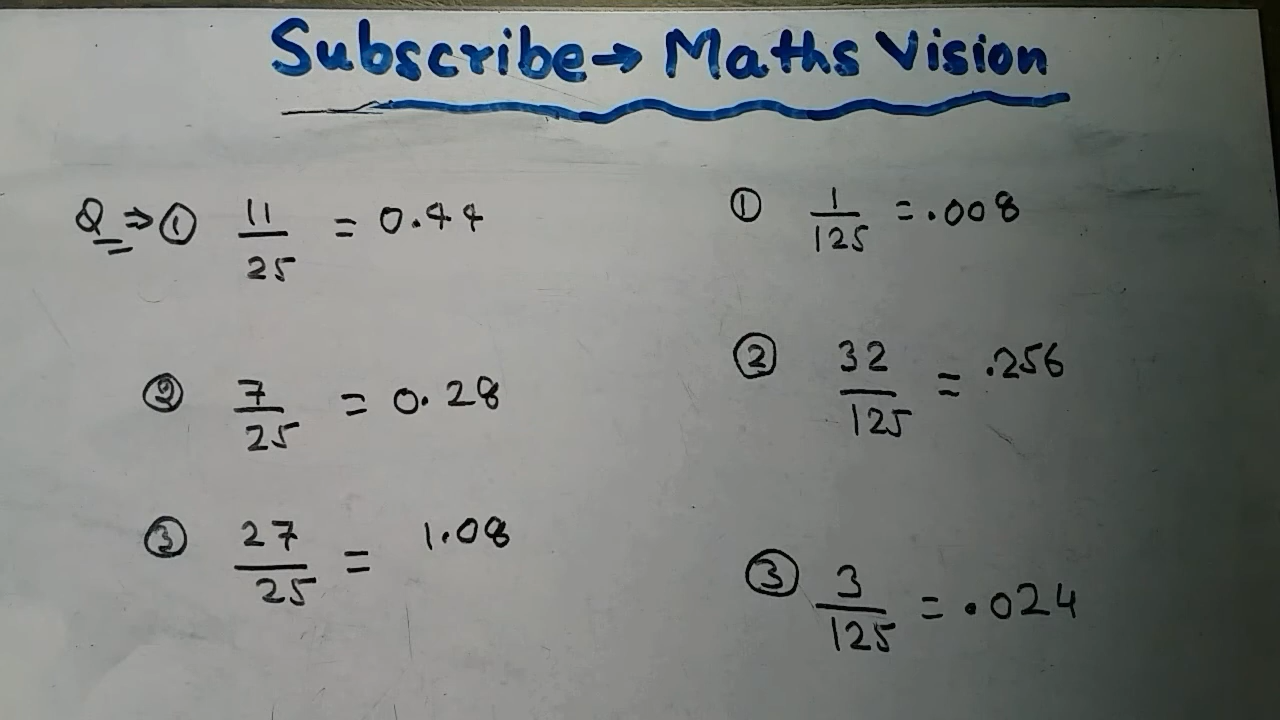 Subscribe → Maths Vision
Q ⇒ ① 11/25 = 0.44
② 7/25 = 0.28
③ 27/25 = 1.08
① 1/125 = .008
② 32/125 = .256
③ 3/125 = .024